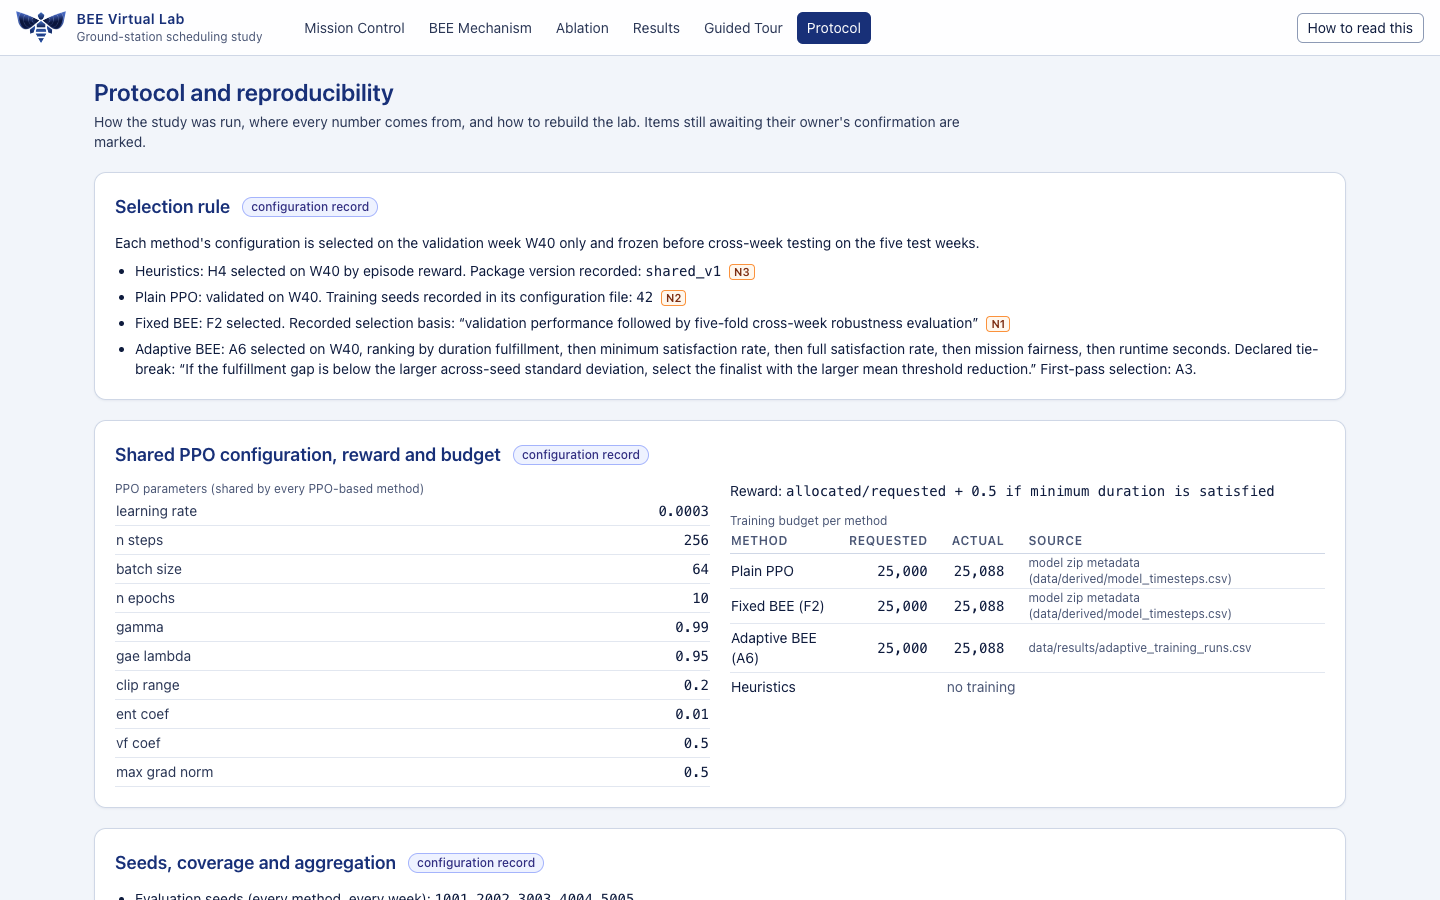 BEE Virtual Lab
Ground-station scheduling study
Mission Control
BEE Mechanism
Ablation
Results
Guided Tour
Protocol
How to read this
Protocol and reproducibility
How the study was run, where every number comes from, and how to rebuild the lab. Items still awaiting their owner's confirmation are
marked.
Selection rule configuration record
Each method's configuration is selected on the validation week W40 only and frozen before cross-week testing on the five test weeks.
• Heuristics: H4 selected on W40 by episode reward. Package version recorded: shared_v1 N3
• Plain PPO: validated on W40. Training seeds recorded in its configuration file: 42 N2
• Fixed BEE: F2 selected. Recorded selection basis: “validation performance followed by five-fold cross-week robustness evaluation” N1
• Adaptive BEE: A6 selected on W40, ranking by duration fulfillment, then minimum satisfaction rate, then full satisfaction rate, then mission fairness, then runtime seconds. Declared tie-
break: “If the fulfillment gap is below the larger across-seed standard deviation, select the finalist with the larger mean threshold reduction.” First-pass selection: A3.
Shared PPO configuration, reward and budget configuration record
PPO parameters (shared by every PPO-based method)
learning rate 0.0003
n steps 256
batch size 64
n epochs 10
gamma 0.99
gae lambda 0.95
clip range 0.2
ent coef 0.01
vf coef 0.5
max grad norm 0.5
Reward: allocated/requested + 0.5 if minimum duration is satisfied
Training budget per method
METHOD REQUESTED ACTUAL SOURCE
Plain PPO 25,000 25,088 model zip metadata
(data/derived/model_timesteps.csv)
Fixed BEE (F2) 25,000 25,088 model zip metadata
(data/derived/model_timesteps.csv)
Adaptive BEE
(A6) 25,000 25,088 data/results/adaptive_training_runs.csv
Heuristics no training
Seeds, coverage and aggregation configuration record
• Evaluation seeds (every method, every week): 1001, 2002, 3003, 4004, 5005